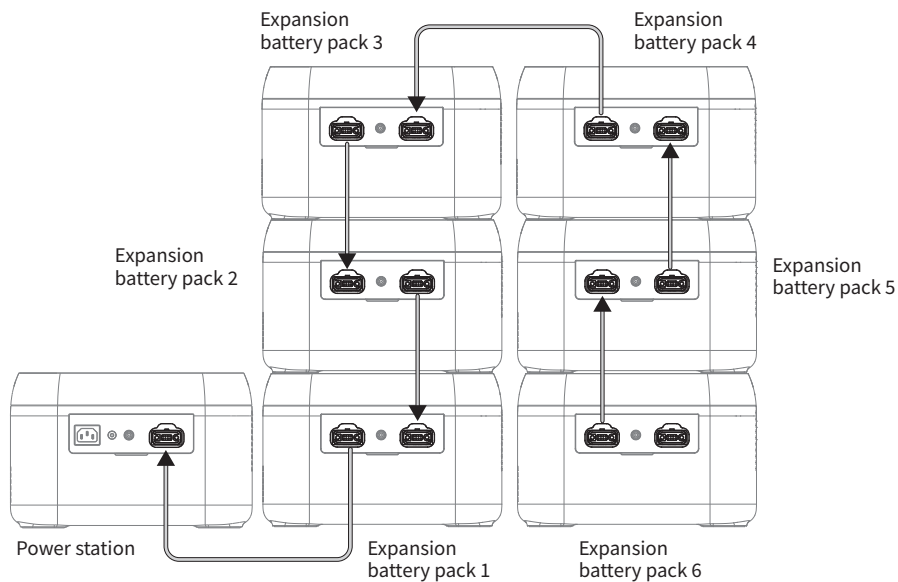 Expansion
battery pack 3
Expansion
battery pack 4
Expansion
battery pack 2
Expansion
battery pack 5
Power station
Expansion
battery pack 1
Expansion
battery pack 6